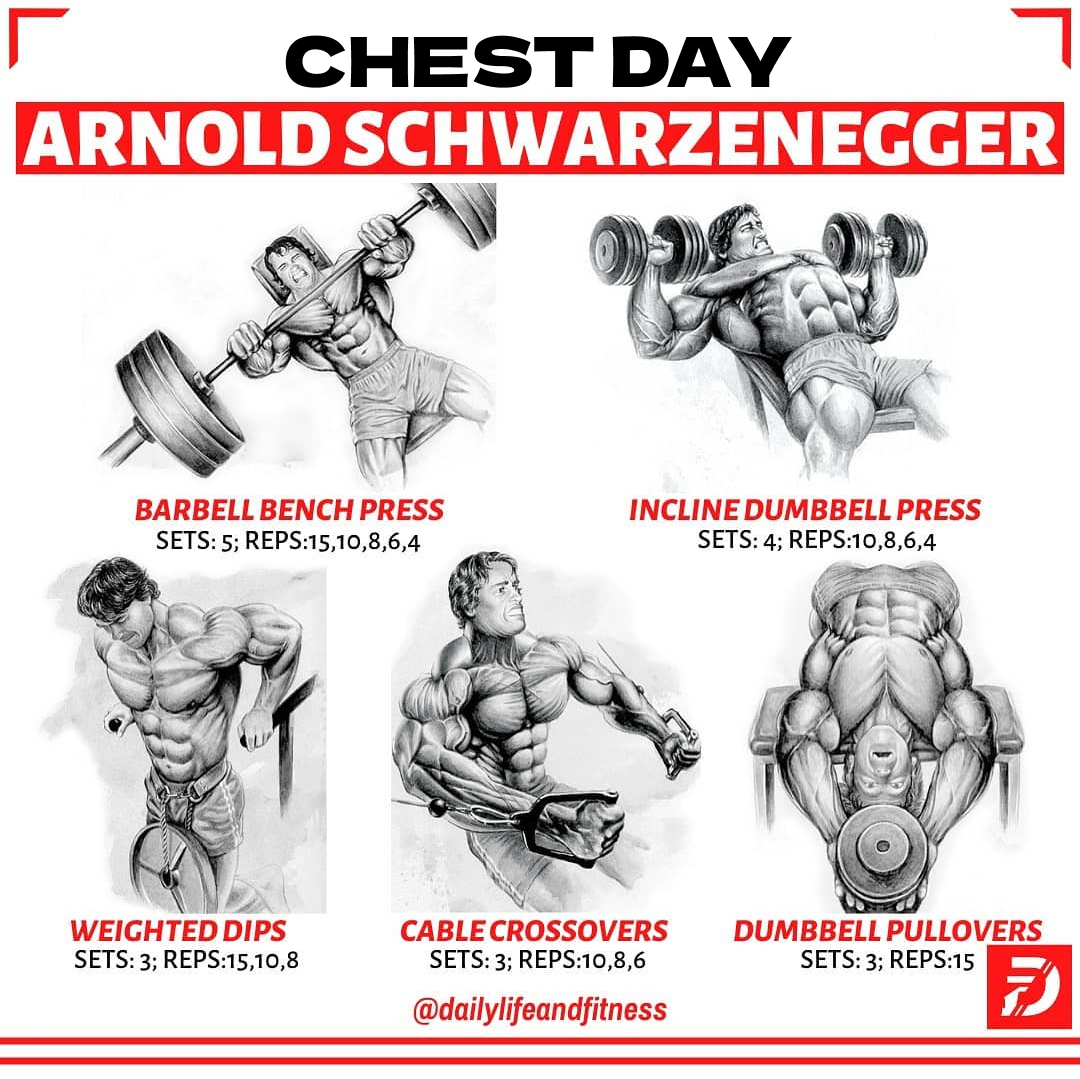 CHEST DAY
ARNOLD SCHWARZENEGGER
BARBELL BENCH PRESS
SETS: 5; REPS:15,10,8,6,4
INCLINE DUMBBELL PRESS
SETS: 4; REPS:10,8,6,4
WEIGHTED DIPS
SETS: 3; REPS:15,10,8
CABLE CROSSOVERS
SETS: 3; REPS:10,8,6
DUMBBELL PULLOVERS
SETS: 3; REPS:15
@dailylifeandfitness